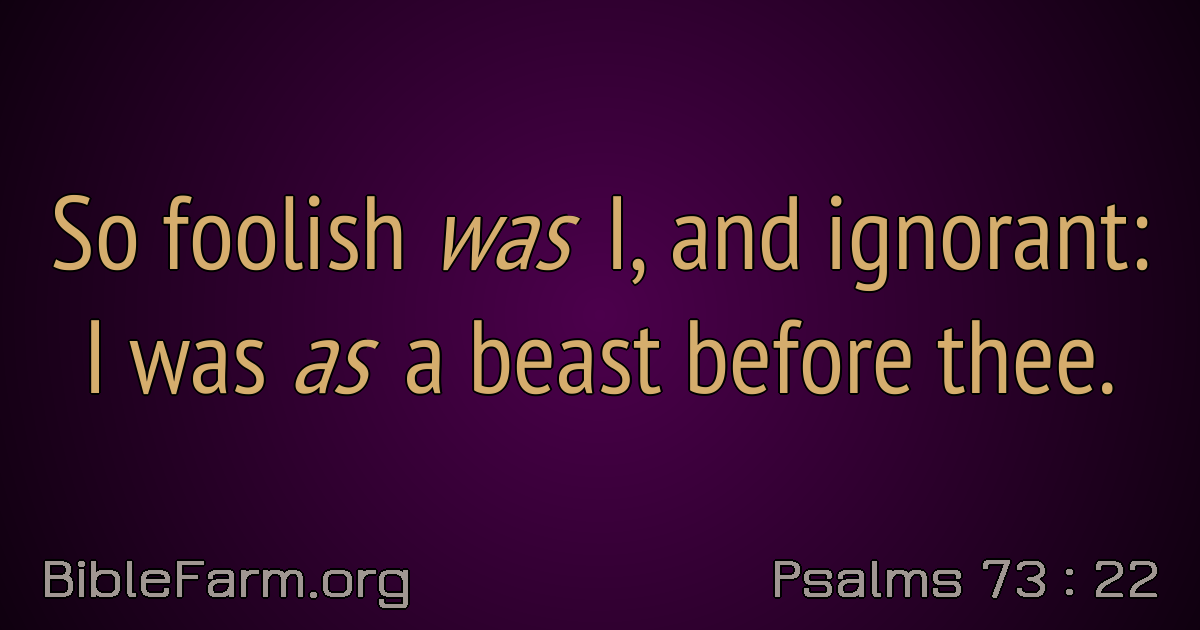 So foolish was I, and ignorant:
I was as a beast before thee.
BibleFarm.org
Psalms 73 : 22